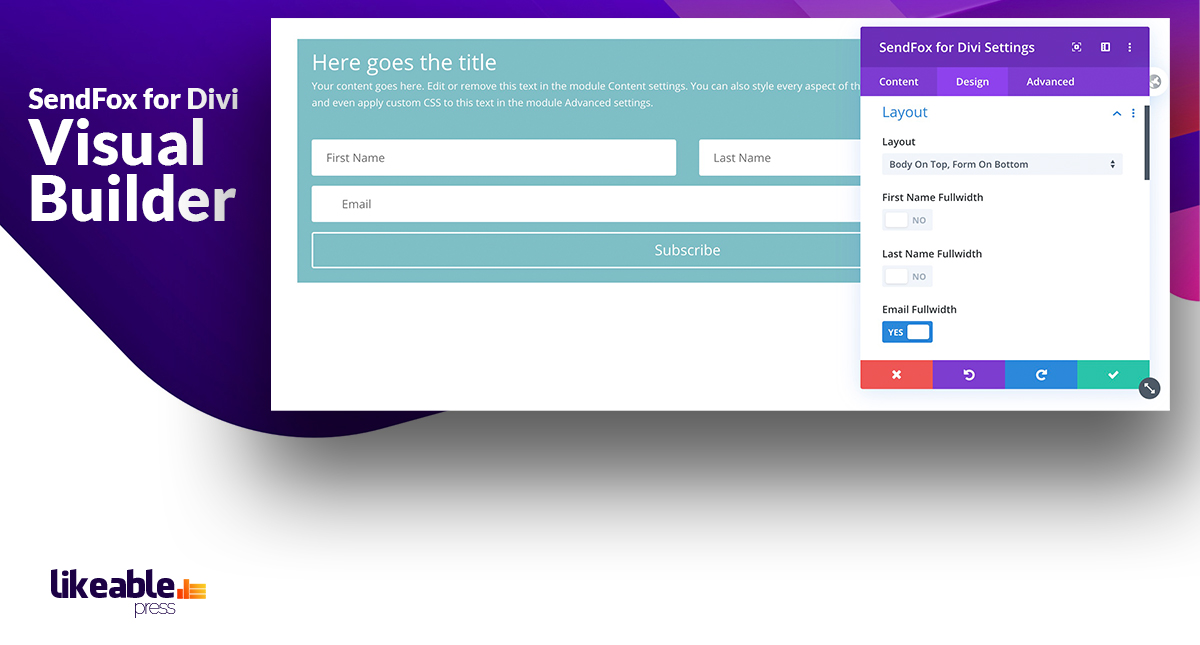 SendFox for Divi
Visual
Builder
Here goes the title
Your content goes here. Edit or remove this text in the module Content settings. You can also style every aspect of th
and even apply custom CSS to this text in the module Advanced settings.
First Name
Last Name
Email
Subscribe
SendFox for Divi Settings
Content Design Advanced
Layout
Layout
Body On Top, Form On Bottom
First Name Fullwidth
NO
Last Name Fullwidth
NO
Email Fullwidth
YES
likeable
press